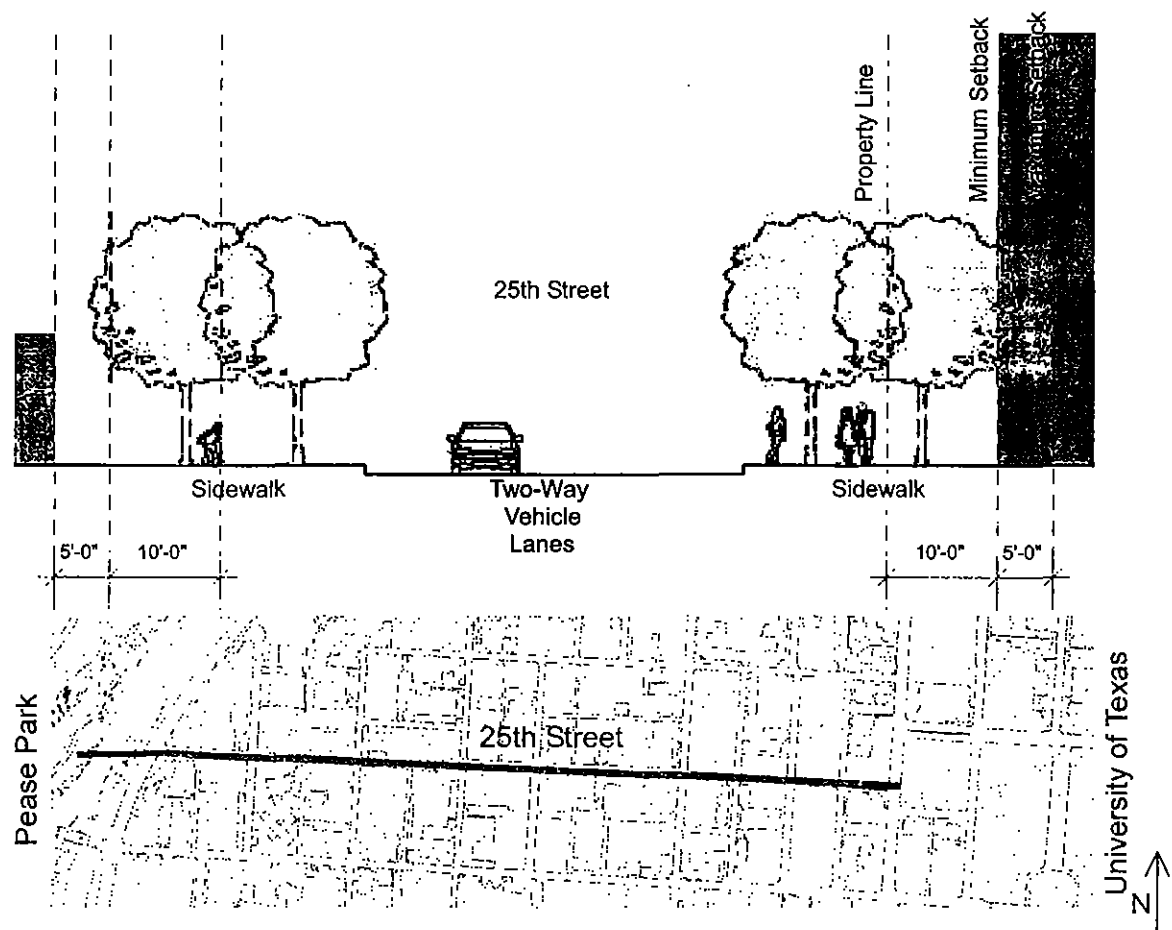 Property Line
Minimum Setback
Maximum Setback
25th Street
Sidewalk
Two-Way
Vehicle
Lanes
Sidewalk
5'-0"
10'-0"
10'-0"
5'-0"
Pease Park
25th Street
University of Texas
N